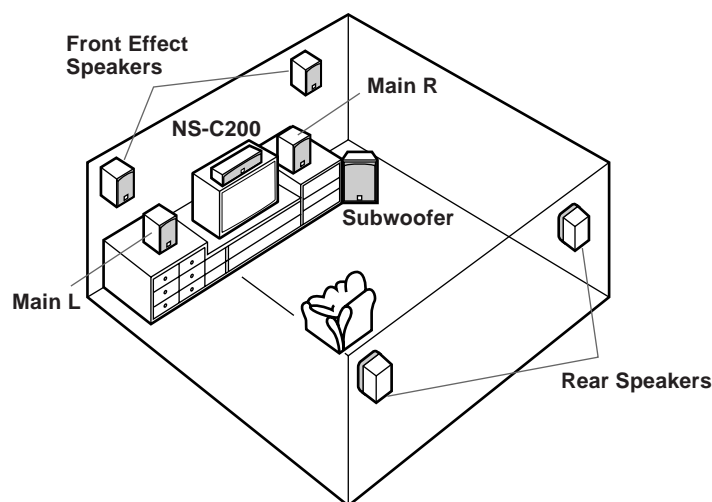 Front Effect
Speakers
Main R
NS-C200
Subwoofer
Main L
Rear Speakers